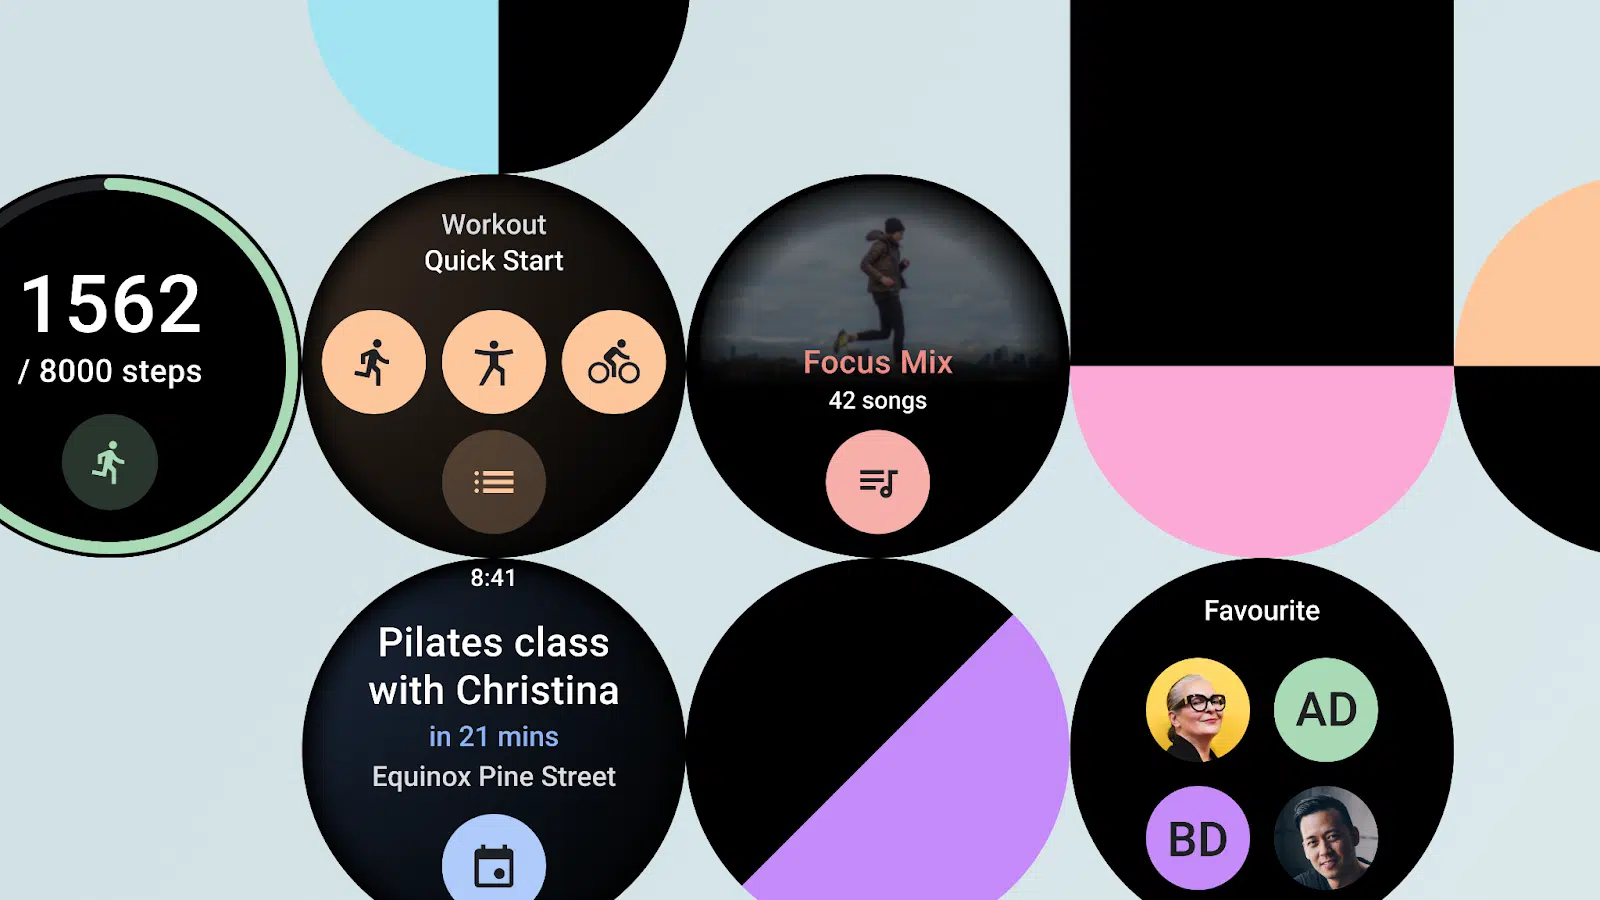 1562
/ 8000 steps
Workout
Quick Start
Focus Mix
42 songs
8:41
Pilates class
with Christina
in 21 mins
Equinox Pine Street
Favourite
AD
BD